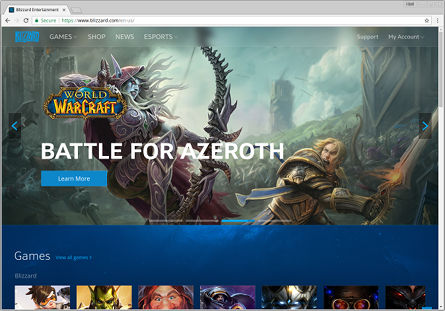 Blizzard Entertainment
Secure https://www.blizzard.com/en-us/
BLIZZARD GAMES SHOP NEWS ESPORTS Support My Account
WORLD
WARCRAFT
BATTLE FOR AZEROTH
Learn More
Games View all games
Blizzard